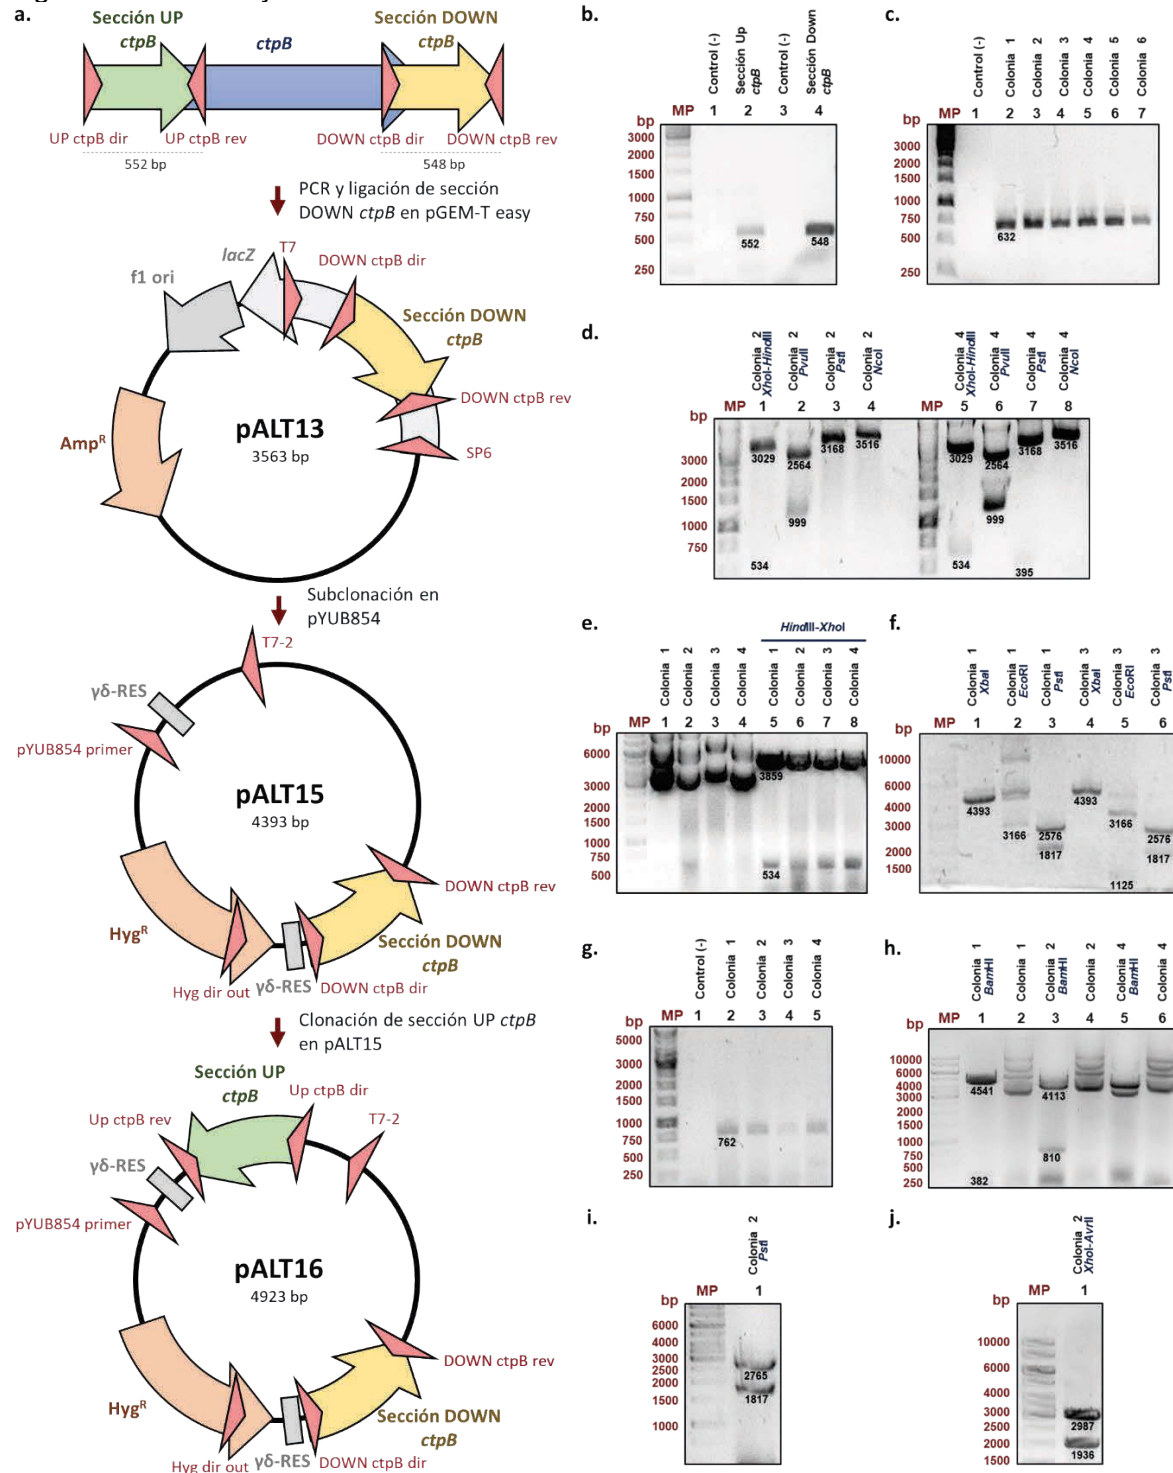 a.
Sección UP
ctpB
ctpB
Sección DOWN
ctpB
UP ctpB dir
UP ctpB rev
DOWN ctpB dir
DOWN ctpB rev
552 bp
548 bp
PCR y ligación de sección
DOWN ctpB en pGEM-T easy
lacZ
T7
DOWN ctpB dir
f1 ori
Sección DOWN
ctpB
DOWN ctpB rev
AmpR
pALT13
3563 bp
SP6
Subclonación en
pYUB854
T7-2
γδ-RES
pYUB854 primer
pALT15
4393 bp
DOWN ctpB rev
HygR
Sección DOWN
ctpB
Hyg dir out
γδ-RES
DOWN ctpB dir
Clonación de sección UP ctpB
en pALT15
Sección UP
ctpB
Up ctpB dir
Up ctpB rev
T7-2
γδ-RES
pYUB854 primer
pALT16
4923 bp
DOWN ctpB rev
HygR
Sección DOWN
ctpB
Hyg dir out
γδ-RES
DOWN ctpB dir
b.
Control (-)
Sección Up
ctpB
Control (-)
Sección Down
ctpB
MP 1 2 3 4
bp
3000
2000
1500
1000
750
500
250
552
548
c.
Control (-)
Colonia 1
Colonia 2
Colonia 3
Colonia 4
Colonia 5
Colonia 6
MP 1 2 3 4 5 6 7
bp
3000
2000
1500
1000
750
500
250
632
d.
Colonia 2
XhoI-HindIII
Colonia 2
PvuII
Colonia 2
PstI
Colonia 2
NcoI
Colonia 4
XhoI-HindIII
Colonia 4
PvuII
Colonia 4
PstI
Colonia 4
NcoI
MP 1 2 3 4 MP 5 6 7 8
bp
3000
2000
1500
1000
750
bp
3000
2000
1500
1000
750
3029
2564
3168
3516
999
534
3029
2564
3168
3516
999
534
395
e.
HindIII-XhoI
Colonia 1
Colonia 2
Colonia 3
Colonia 4
Colonia 1
Colonia 2
Colonia 3
Colonia 4
MP 1 2 3 4 5 6 7 8
bp
6000
3000
2000
1500
1000
750
500
3859
534
f.
Colonia 1
XbaI
Colonia 1
EcoRI
Colonia 1
PstI
Colonia 3
XbaI
Colonia 3
EcoRI
Colonia 3
PstI
MP 1 2 3 4 5 6
bp
10000
6000
4000
3000
2000
1500
4393
3166
2576
1817
4393
3166
1125
2576
1817
g.
Control (-)
Colonia 1
Colonia 2
Colonia 3
Colonia 4
MP 1 2 3 4 5
bp
5000
3000
2000
1500
1000
750
500
250
762
h.
Colonia 1
BamHI
Colonia 1
Colonia 2
BamHI
Colonia 2
Colonia 4
BamHI
Colonia 4
MP 1 2 3 4 5 6
bp
10000
6000
4000
3000
2000
1500
1000
750
500
250
4541
382
4113
810
i.
Colonia 2
PstI
MP 1
bp
6000
4000
3000
2500
2000
1500
1000
2765
1817
j.
Colonia 2
XhoI-AvrII
MP 1
bp
10000
6000
4000
3000
2000
1500
2987
1936